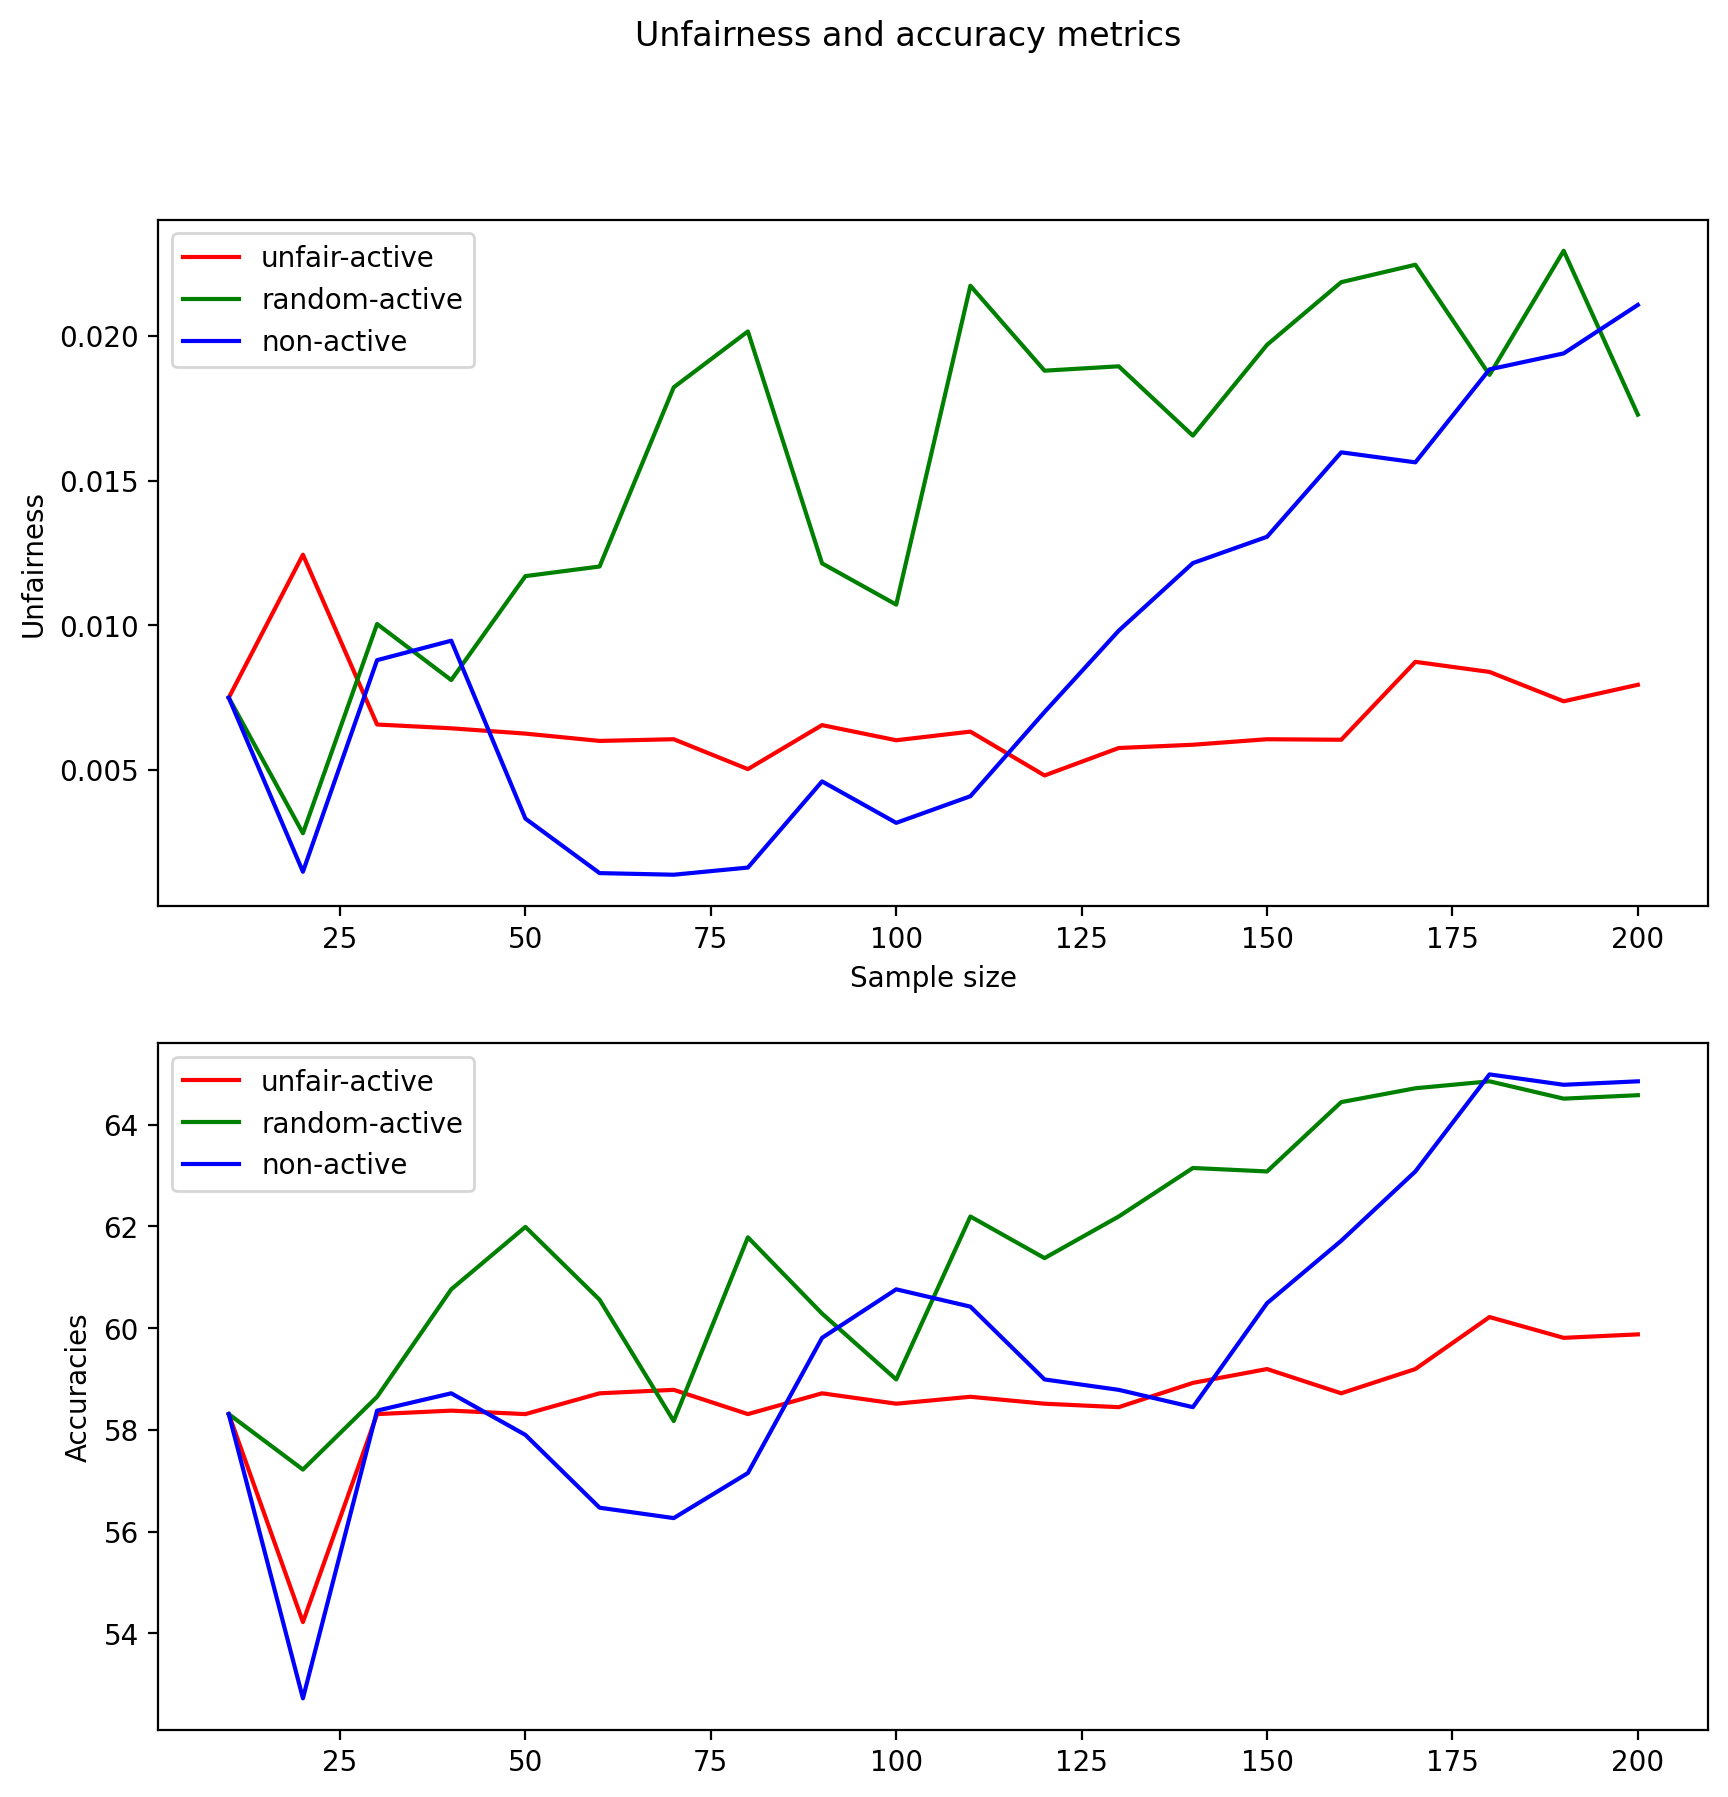 Unfairness and accuracy metrics
unfair-active
random-active
non-active
0.020
0.015
0.010
0.005
Unfairness
25 50 75 100 125 150 175 200
Sample size
unfair-active
random-active
non-active
64
62
60
58
56
54
Accuracies
25 50 75 100 125 150 175 200